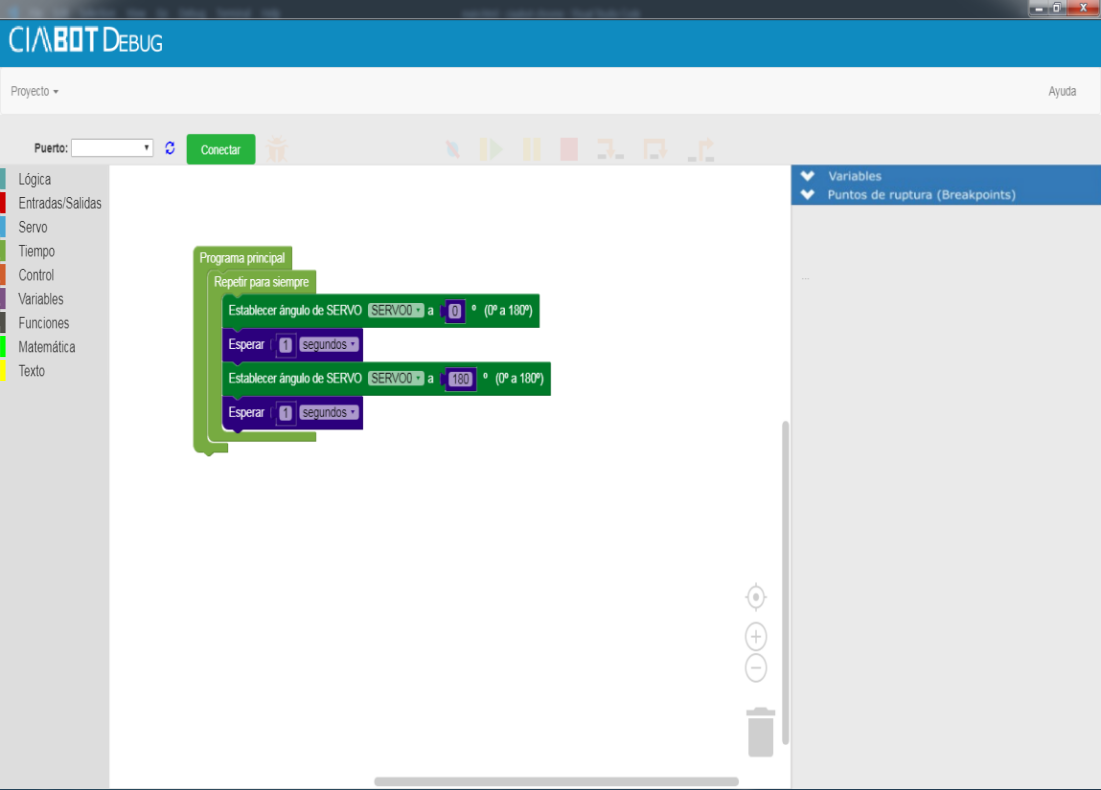 CIABOT DEBUG
Proyecto
Ayuda
Puerto:
Conectar
Lógica
Entradas/Salidas
Servo
Tiempo
Control
Variables
Funciones
Matemática
Texto
Programa principal
Repetir para siempre
Establecer ángulo de SERVO SERVO0 a 0 º (0º a 180º)
Esperar 1 segundos
Establecer ángulo de SERVO SERVO0 a 180 º (0º a 180º)
Esperar 1 segundos
Variables
Puntos de ruptura (Breakpoints)
...